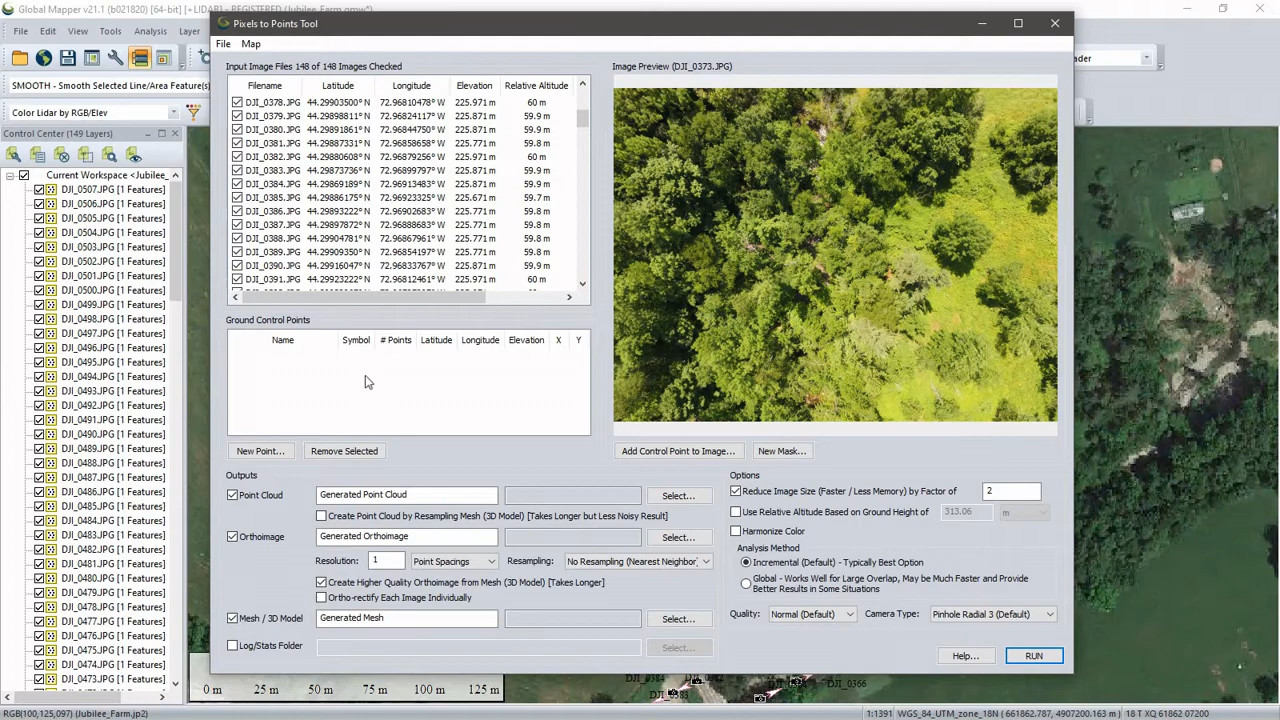 Global Mapper v21.1 (b021820) [64-bit] [+LIDAR] - REGISTERED (Jubilee_Farm.gmw)*
File Edit View Tools Analysis Layer
SMOOTH - Smooth Selected Line/Area Feature(s)
Color Lidar by RGB/Elev
Control Center (149 Layers)
Current Workspace <Jubilee_
DJI_0507.JPG [1 Features]
DJI_0506.JPG [1 Features]
DJI_0505.JPG [1 Features]
DJI_0504.JPG [1 Features]
DJI_0503.JPG [1 Features]
DJI_0502.JPG [1 Features]
DJI_0501.JPG [1 Features]
DJI_0500.JPG [1 Features]
DJI_0499.JPG [1 Features]
DJI_0498.JPG [1 Features]
DJI_0497.JPG [1 Features]
DJI_0496.JPG [1 Features]
DJI_0495.JPG [1 Features]
DJI_0494.JPG [1 Features]
DJI_0493.JPG [1 Features]
DJI_0492.JPG [1 Features]
DJI_0491.JPG [1 Features]
DJI_0490.JPG [1 Features]
DJI_0489.JPG [1 Features]
DJI_0488.JPG [1 Features]
DJI_0487.JPG [1 Features]
DJI_0486.JPG [1 Features]
DJI_0485.JPG [1 Features]
DJI_0484.JPG [1 Features]
DJI_0483.JPG [1 Features]
DJI_0482.JPG [1 Features]
DJI_0481.JPG [1 Features]
DJI_0480.JPG [1 Features]
DJI_0479.JPG [1 Features]
DJI_0478.JPG [1 Features]
DJI_0477.JPG [1 Features]
DJI_0476.JPG [1 Features]
DJI_0475.JPG [1 Features]
DJI_0474.JPG [1 Features]
DJI_0473.JPG [1 Features]
Pixels to Points Tool
File Map
Input Image Files 148 of 148 Images Checked
Filename Latitude Longitude Elevation Relative Altitude
DJI_0378.JPG 44.29903500° N 72.96810478° W 225.971 m 60 m
DJI_0379.JPG 44.29898811° N 72.96824117° W 225.871 m 59.9 m
DJI_0380.JPG 44.29891861° N 72.96844750° W 225.871 m 59.9 m
DJI_0381.JPG 44.29887331° N 72.96858658° W 225.871 m 59.9 m
DJI_0382.JPG 44.29880608° N 72.96879256° W 225.871 m 59.9 m
DJI_0383.JPG 44.29873736° N 72.96899797° W 225.871 m 59.9 m
DJI_0384.JPG 44.29869189° N 72.96913483° W 225.771 m 59.8 m
DJI_0385.JPG 44.29886175° N 72.96923325° W 225.671 m 59.7 m
DJI_0386.JPG 44.29893222° N 72.96902683° W 225.771 m 59.8 m
DJI_0387.JPG 44.29897872° N 72.96888683° W 225.771 m 59.8 m
DJI_0388.JPG 44.29904781° N 72.96867961° W 225.771 m 59.8 m
DJI_0389.JPG 44.29909350° N 72.96854197° W 225.771 m 59.8 m
DJI_0390.JPG 44.29916047° N 72.96833767° W 225.871 m 59.9 m
DJI_0391.JPG 44.29923222° N 72.96812461° W 225.971 m 60 m
Ground Control Points
Name Symbol # Points Latitude Longitude Elevation X Y
New Point... Remove Selected
Image Preview (DJI_0373.JPG)
Add Control Point to Image... New Mask...
Outputs
Point Cloud Generated Point Cloud Select...
Create Point Cloud by Resampling Mesh (3D Model) [Takes Longer but Less Noisy Result]
Orthoimage Generated Orthoimage Select...
Resolution: 1 Point Spacings Resampling: No Resampling (Nearest Neighbor)
Create Higher Quality Orthoimage from Mesh (3D Model) [Takes Longer]
Ortho-rectify Each Image Individually
Mesh / 3D Model Generated Mesh Select...
Log/Stats Folder Select...
Options
Reduce Image Size (Faster / Less Memory) by Factor of 2
Use Relative Altitude Based on Ground Height of 313.06 m
Harmonize Color
Analysis Method
Incremental (Default) - Typically Best Option
Global - Works Well for Large Overlap, May be Much Faster and Provide
Better Results in Some Situations
Quality: Normal (Default) Camera Type: Pinhole Radial 3 (Default)
Help... RUN
0 m 25 m 50 m 75 m 100 m 125 m
DJI_0383
DJI_0366
RGB(100,125,097) (Jubilee_Farm.jp2)
1:1391 WGS_84_UTM_zone_18N ( 661862.787, 4907200.163 m ) 18 T XQ 61862 07200